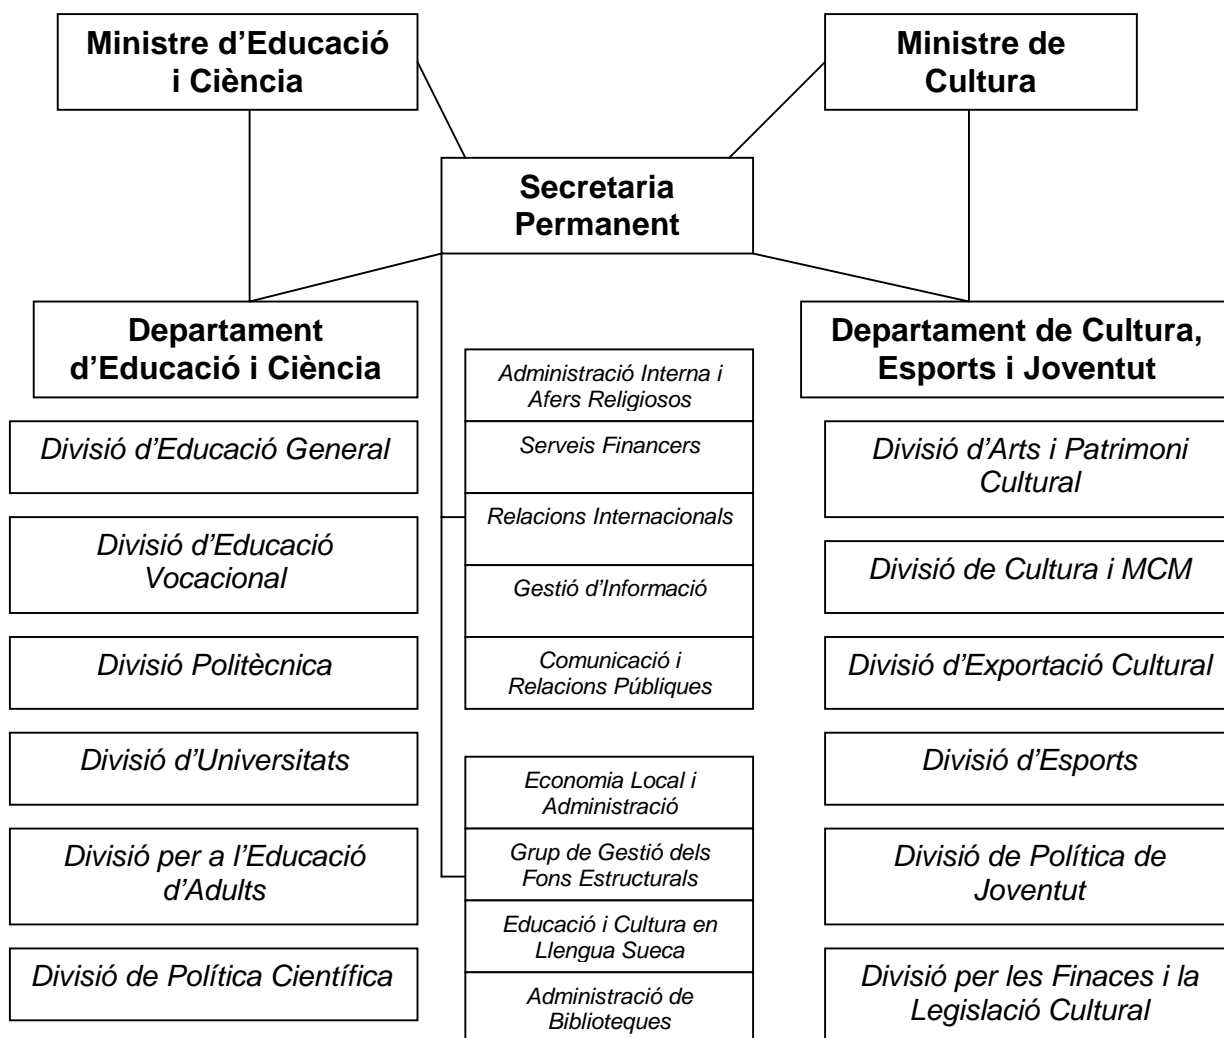 Ministre d’Educació
i Ciència
Ministre de
Cultura
Secretaria
Permanent
Departament
d’Educació i Ciència
Divisió d’Educació General
Divisió d’Educació
Vocacional
Divisió Politècnica
Divisió d’Universitats
Divisió per a l’Educació
d’Adults
Divisió de Política Científica
Administració Interna i
Afers Religiosos
Serveis Financers
Relacions Internacionals
Gestió d’Informació
Comunicació i
Relacions Públiques
Economia Local i
Administració
Grup de Gestió dels
Fons Estructurals
Educació i Cultura en
Llengua Sueca
Administració de
Biblioteques
Departament de Cultura,
Esports i Joventut
Divisió d’Arts i Patrimoni
Cultural
Divisió de Cultura i MCM
Divisió d’Exportació Cultural
Divisió d’Esports
Divisió de Política de
Joventut
Divisió per les Finaces i la
Legislació Cultural